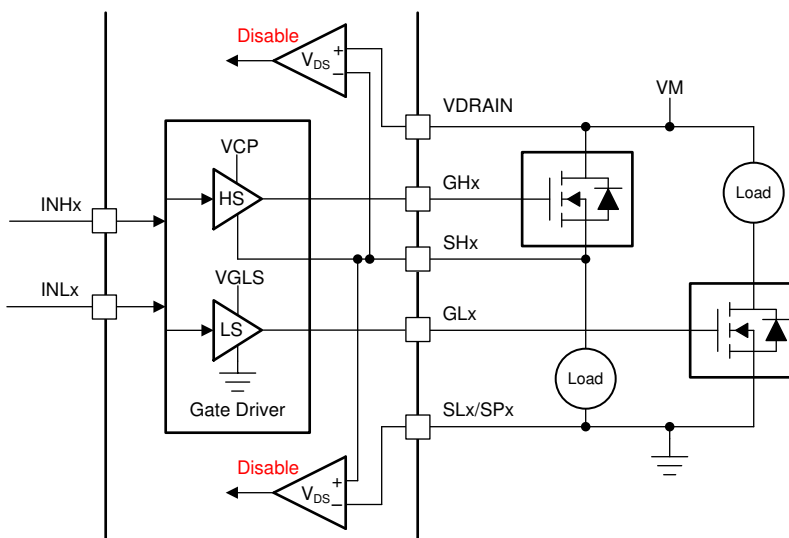 Disable
+
VDS
−
VM
VDRAIN
VCP
Load
GHx
HS
INHx
SHx
VGLS
INLx
GLx
LS
Load
Gate Driver
SLx/SPx
Disable
+
VDS
−